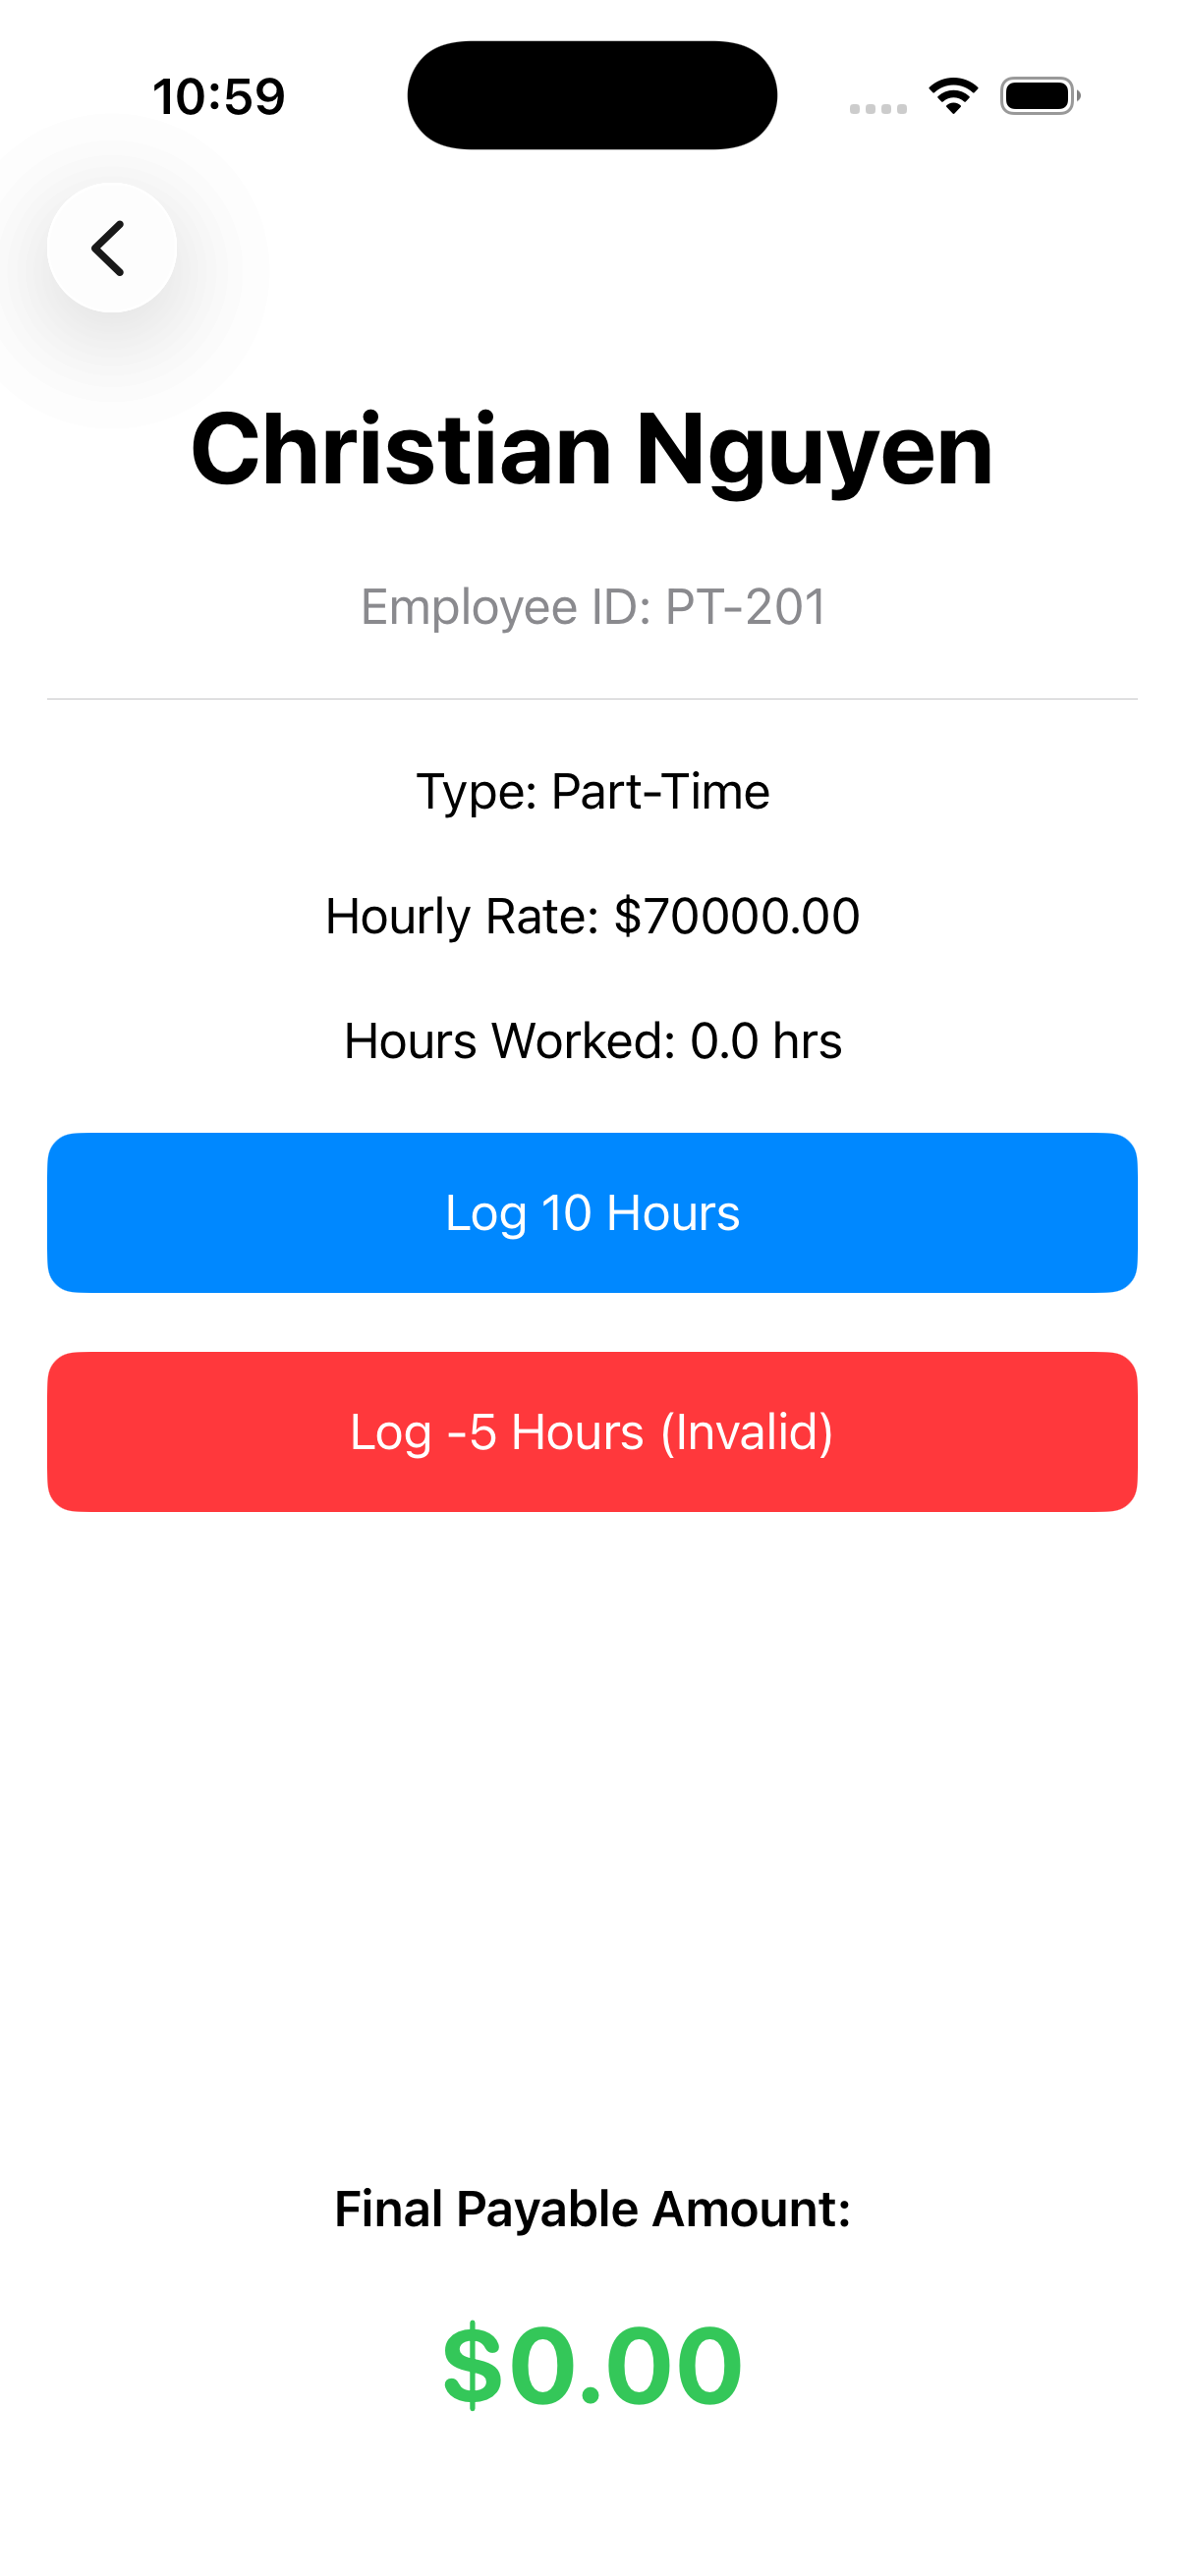 10:59
Christian Nguyen
Employee ID: PT-201
Type: Part-Time
Hourly Rate: $70000.00
Hours Worked: 0.0 hrs
Log 10 Hours
Log -5 Hours (Invalid)
Final Payable Amount:
$0.00